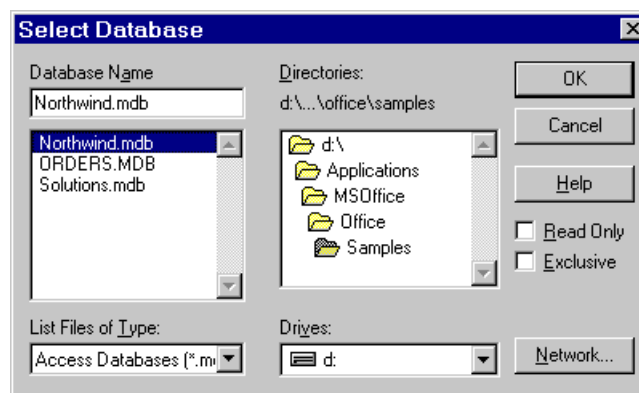 Select Database
Database Name
Northwind.mdb
Northwind.mdb
ORDERS.MDB
Solutions.mdb
List Files of Type:
Access Databases (*.m
Directories:
d:\...\office\samples
d:\
Applications
MSOffice
Office
Samples
Drives:
d:
OK
Cancel
Help
Read Only
Exclusive
Network...